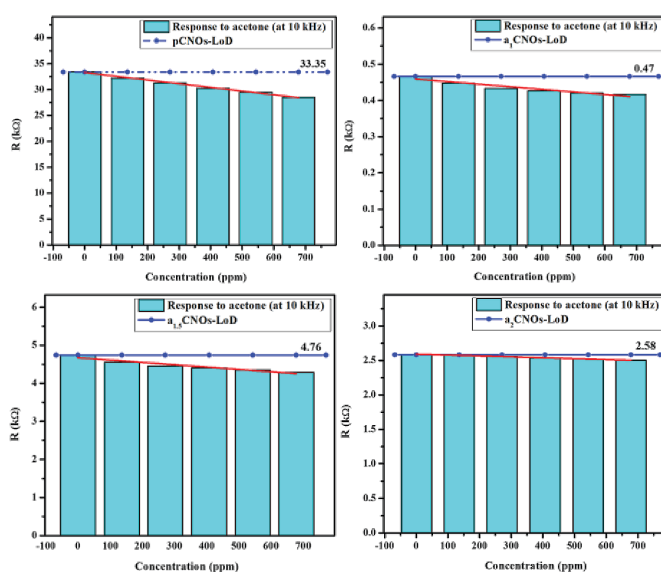 Response to acetone (at 10 kHz)
pCNOs-LoD
33.35
40
35
30
25
20
15
10
5
0
R (kΩ)
-100 0 100 200 300 400 500 600 700
Concentration (ppm)
Response to acetone (at 10 kHz)
a₁CNOs-LoD
0.47
0.6
0.5
0.4
0.3
0.2
0.1
0.0
R (kΩ)
-100 0 100 200 300 400 500 600 700
Concentration (ppm)
Response to acetone (at 10 kHz)
a₁.₅CNOs-LoD
4.76
6
5
4
3
2
1
0
R (kΩ)
-100 0 100 200 300 400 500 600 700
Concentration (ppm)
Response to acetone (at 10 kHz)
a₂CNOs-LoD
2.58
3.0
2.5
2.0
1.5
1.0
0.5
0.0
R (kΩ)
-100 0 100 200 300 400 500 600 700
Concentration (ppm)